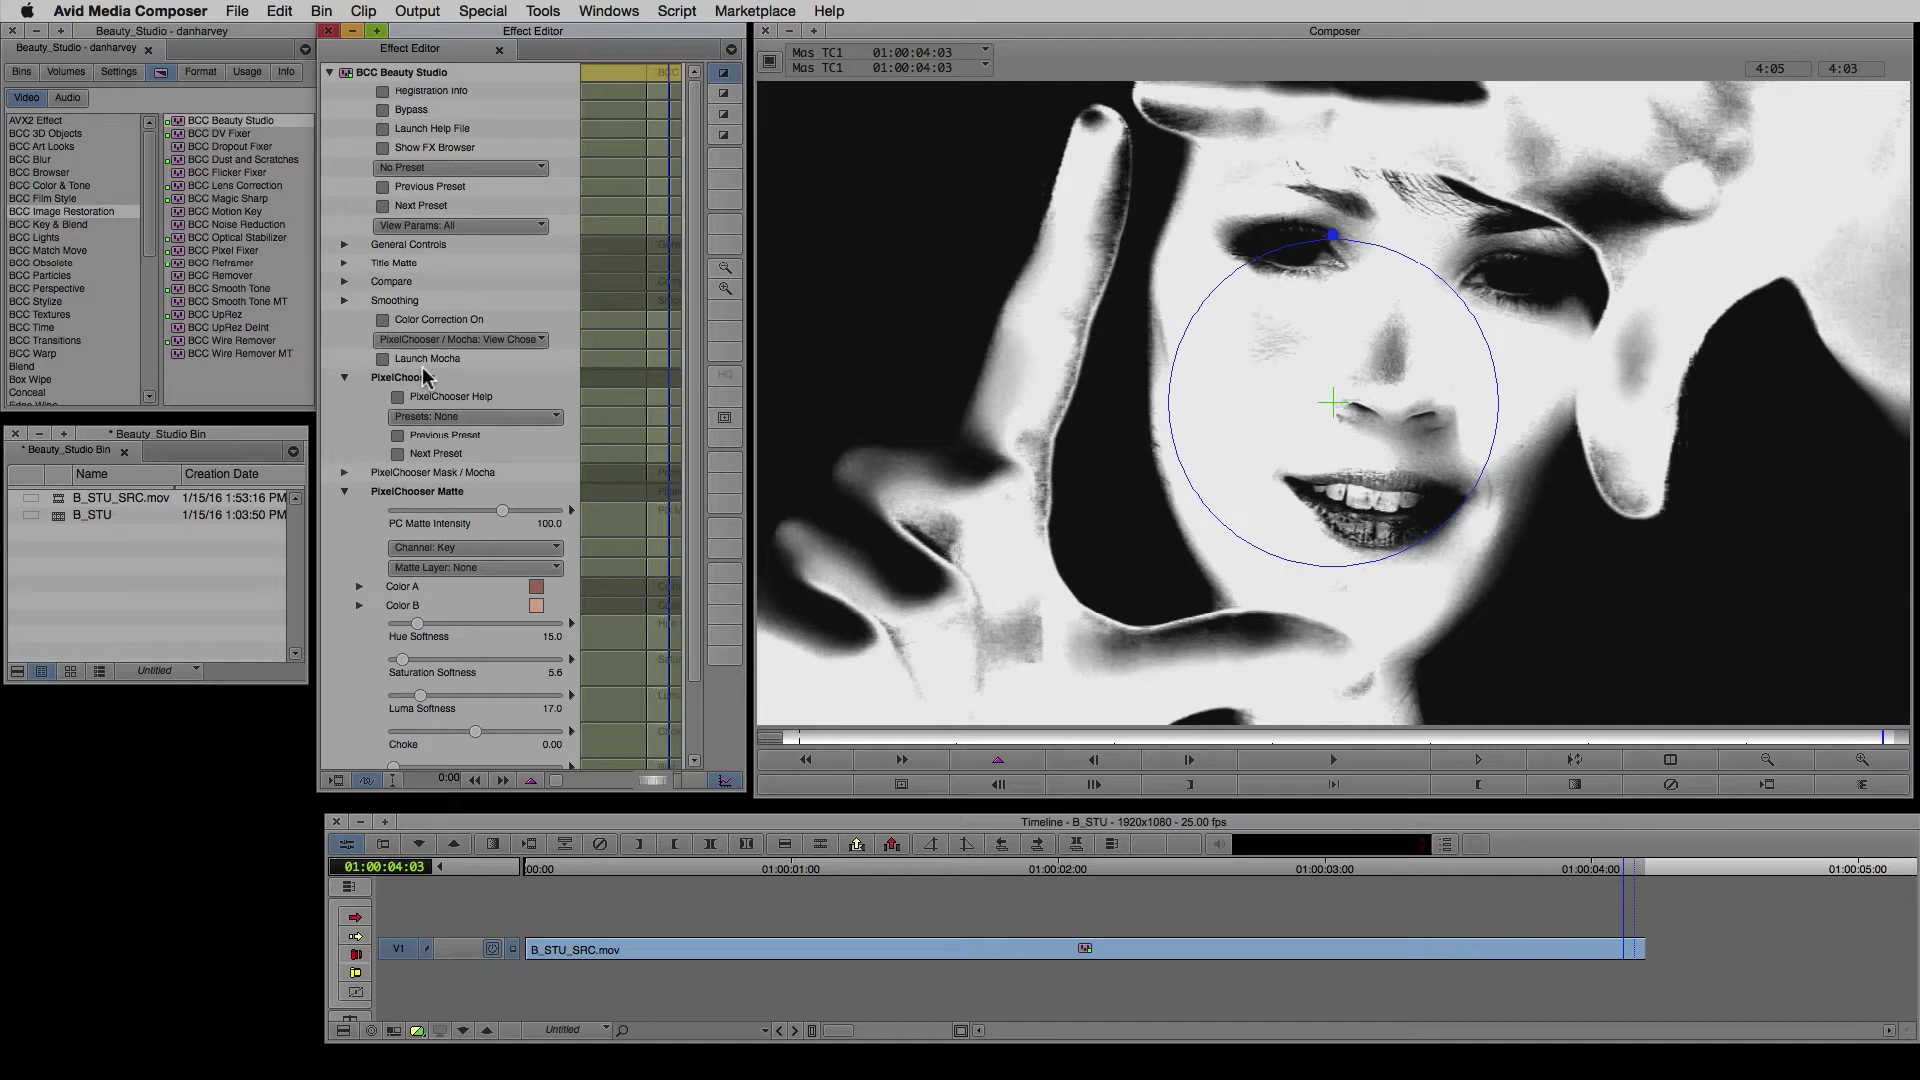 Avid Media Composer File Edit Bin Clip Output Special Tools Windows Script Marketplace Help
Beauty_Studio - danharvey
Beauty_Studio - danharvey
Bins Volumes Settings Format Usage Info
Video Audio
AVX2 Effect
BCC 3D Objects
BCC Art Looks
BCC Blur
BCC Browser
BCC Color & Tone
BCC Film Style
BCC Image Restoration
BCC Key & Blend
BCC Lights
BCC Match Move
BCC Obsolete
BCC Particles
BCC Perspective
BCC Stylize
BCC Textures
BCC Time
BCC Transitions
BCC Warp
Blend
Box Wipe
Conceal
Edge Wipe
BCC Beauty Studio
BCC DV Fixer
BCC Dropout Fixer
BCC Dust and Scratches
BCC Flicker Fixer
BCC Lens Correction
BCC Magic Sharp
BCC Motion Key
BCC Noise Reduction
BCC Optical Stabilizer
BCC Pixel Fixer
BCC Reframer
BCC Remover
BCC Smooth Tone
BCC Smooth Tone MT
BCC UpRez
BCC UpRez DeInt
BCC Wire Remover
BCC Wire Remover MT
* Beauty_Studio Bin
* Beauty_Studio Bin
Name Creation Date
B_STU_SRC.mov 1/15/16 1:53:16 PM
B_STU 1/15/16 1:03:50 PM
Untitled
Effect Editor
Effect Editor
BCC Beauty Studio
Registration Info
Bypass
Launch Help File
Show FX Browser
No Preset
Previous Preset
Next Preset
View Params: All
General Controls
Title Matte
Compare
Smoothing
Color Correction On
PixelChooser / Mocha: View Chose
Launch Mocha
PixelChoos
PixelChooser Help
Presets: None
Previous Preset
Next Preset
PixelChooser Mask / Mocha
PixelChooser Matte
PC Matte Intensity 100.0
Channel: Key
Matte Layer: None
Color A
Color B
Hue Softness 15.0
Saturation Softness 5.6
Luma Softness 17.0
Choke 0.00
0:00
HQ
Composer
Mas TC1 01:00:04:03
Mas TC1 01:00:04:03
4:05 4:03
Timeline - B_STU - 1920x1080 - 25.00 fps
01:00:04:03
00:00 01:00:01:00 01:00:02:00 01:00:03:00 01:00:04:00 01:00:05:00
V1 B_STU_SRC.mov
Untitled